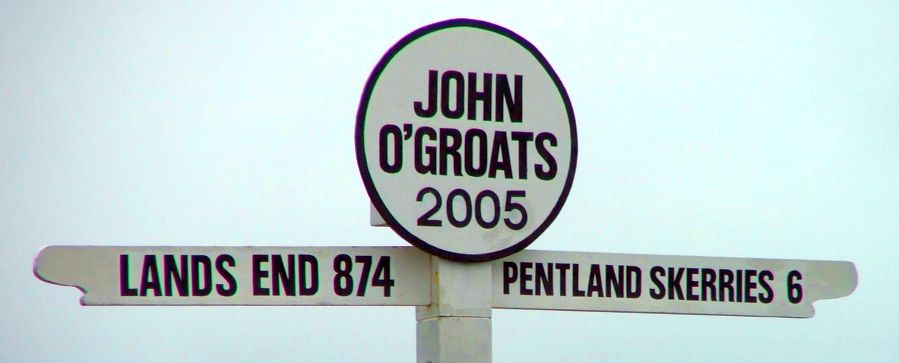 JOHN
O'GROATS
2005
LANDS END 874
PENTLAND SKERRIES 6